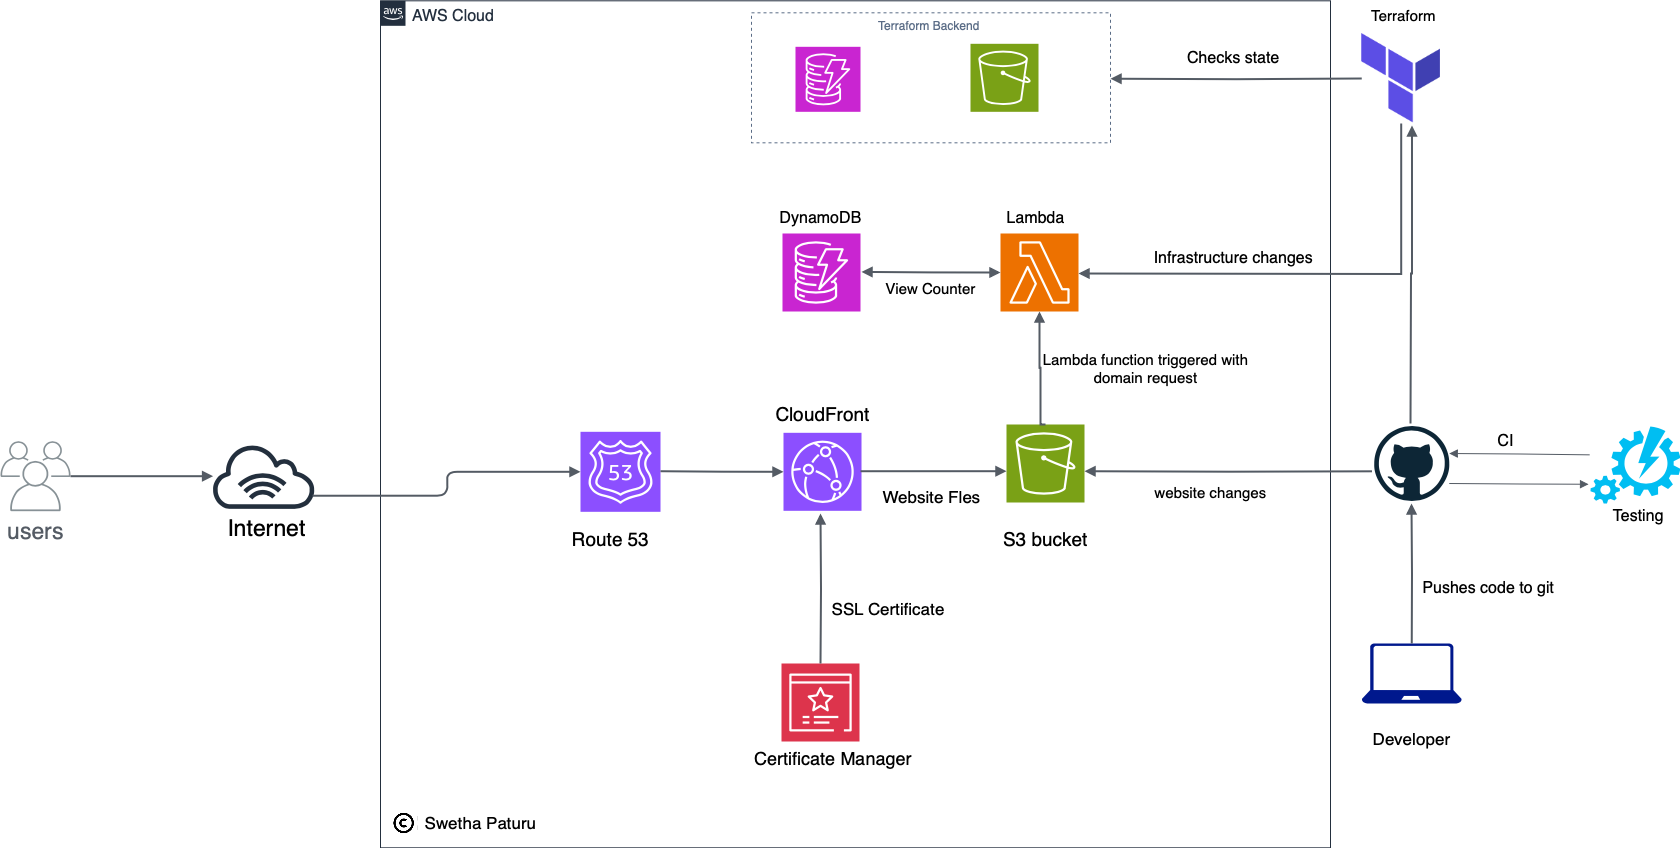 aws
AWS Cloud
Terraform Backend
Terraform
Checks state
DynamoDB
Lambda
View Counter
Infrastructure changes
Lambda function triggered with
domain request
CloudFront
53
Website Fles
CI
website changes
users
Internet
Route 53
S3 bucket
Testing
Pushes code to git
SSL Certificate
Developer
Certificate Manager
© Swetha Paturu